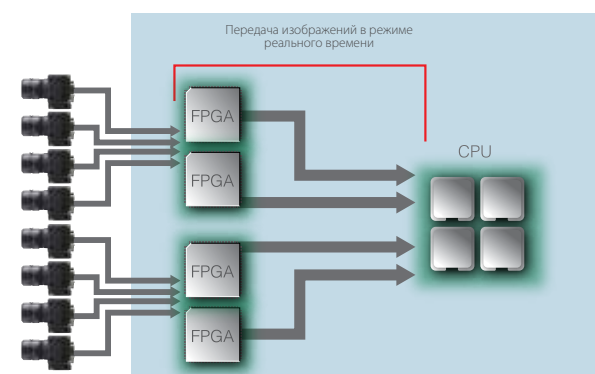 Передача изображений в режиме
реального времени
FPGA
CPU
FPGA
FPGA
FPGA